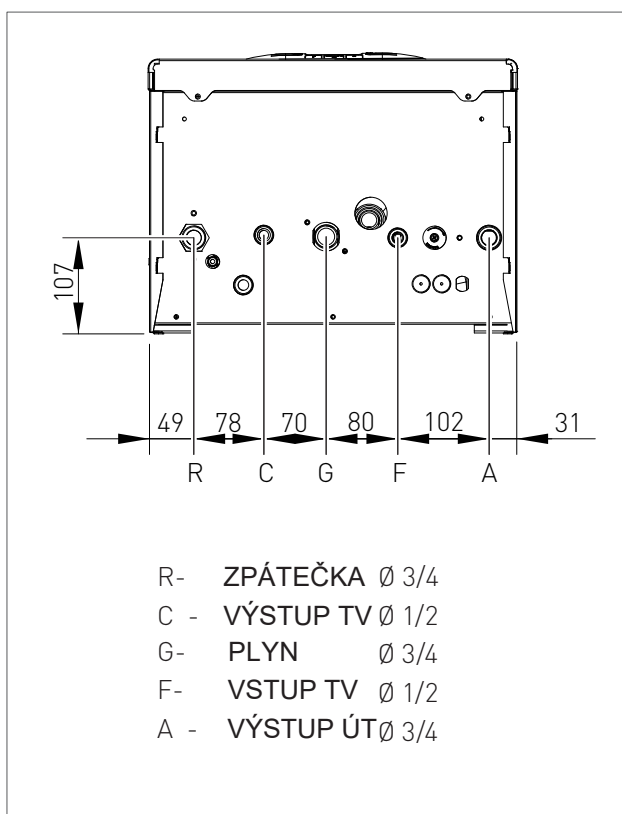 107
49 78 70 80 102 31
R C G F A
R- ZPÁTEČKA Ø 3/4
C - VÝSTUP TV Ø 1/2
G- PLYN Ø 3/4
F- VSTUP TV Ø 1/2
A - VÝSTUP ÚT Ø 3/4